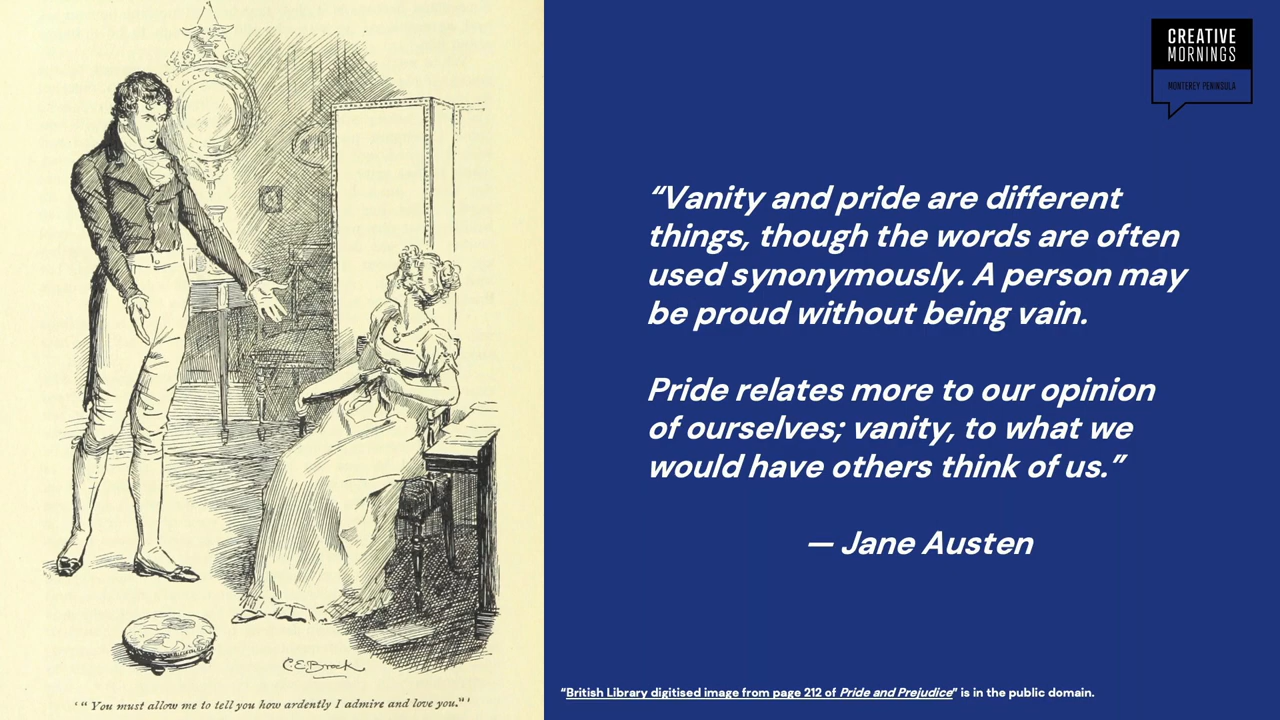 C.E.Brock
‘“ You must allow me to tell you how ardently I admire and love you.”’
CREATIVE
MORNINGS
MONTEREY PENINSULA
“Vanity and pride are different
things, though the words are often
used synonymously. A person may
be proud without being vain.
Pride relates more to our opinion
of ourselves; vanity, to what we
would have others think of us.”
— Jane Austen
“British Library digitised image from page 212 of Pride and Prejudice” is in the public domain.